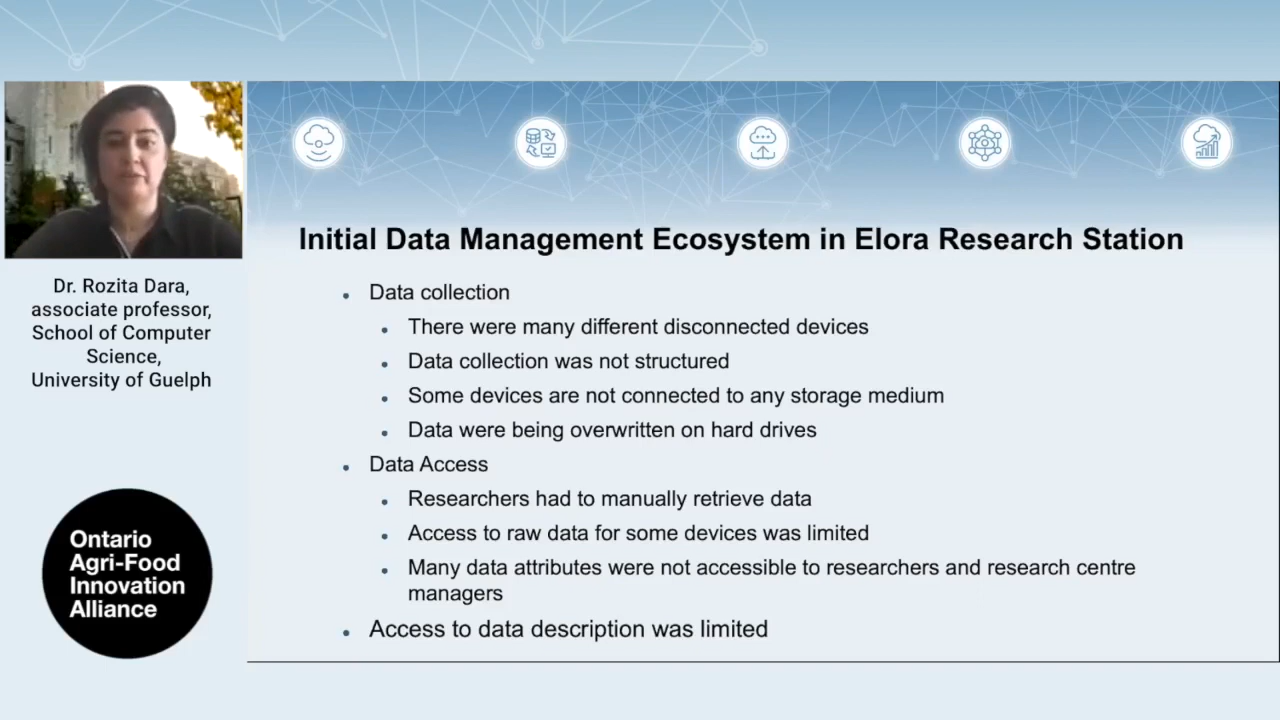 Initial Data Management Ecosystem in Elora Research Station
Data collection
There were many different disconnected devices
Data collection was not structured
Some devices are not connected to any storage medium
Data were being overwritten on hard drives
Data Access
Researchers had to manually retrieve data
Access to raw data for some devices was limited
Many data attributes were not accessible to researchers and research centre
managers
Access to data description was limited
Dr. Rozita Dara,
associate professor,
School of Computer
Science,
University of Guelph
Ontario
Agri-Food
Innovation
Alliance